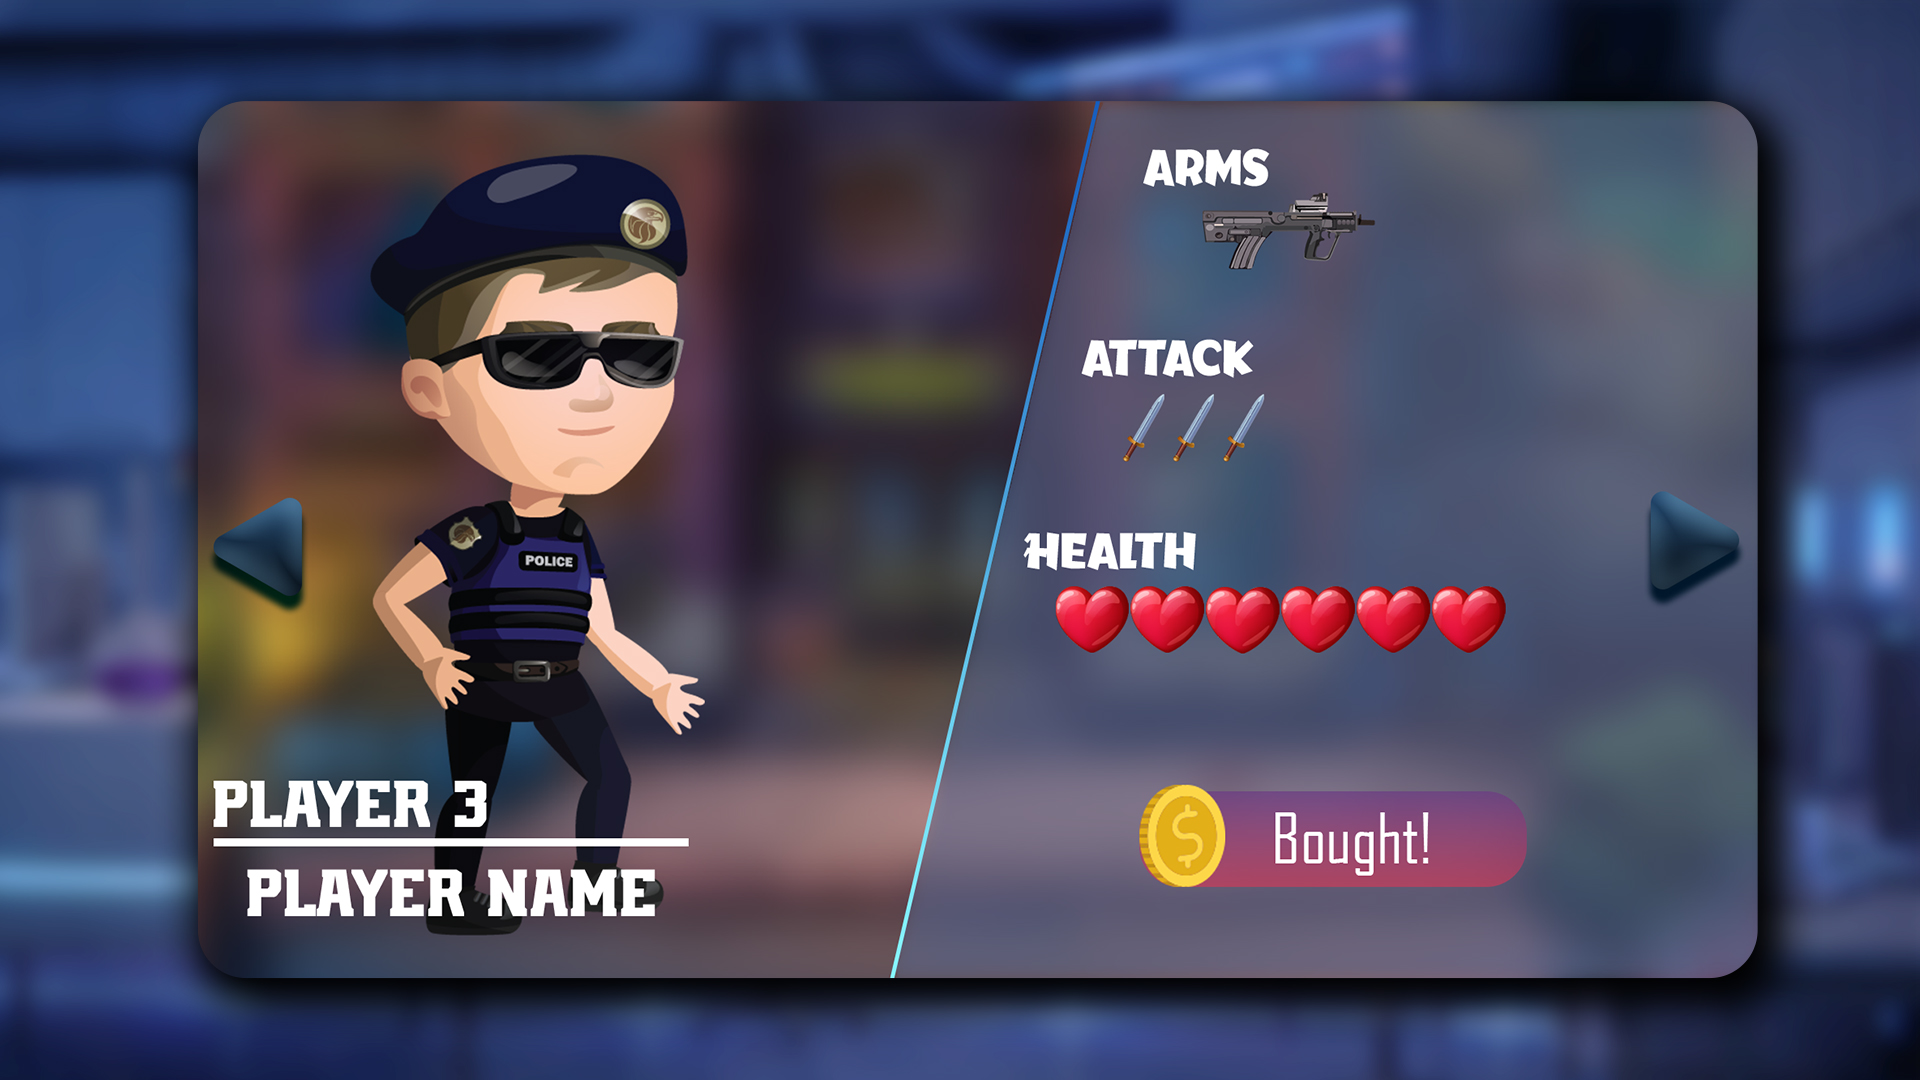 POLICE
PLAYER 3
PLAYER NAME
ARMS
ATTACK
HEALTH
$ Bought!